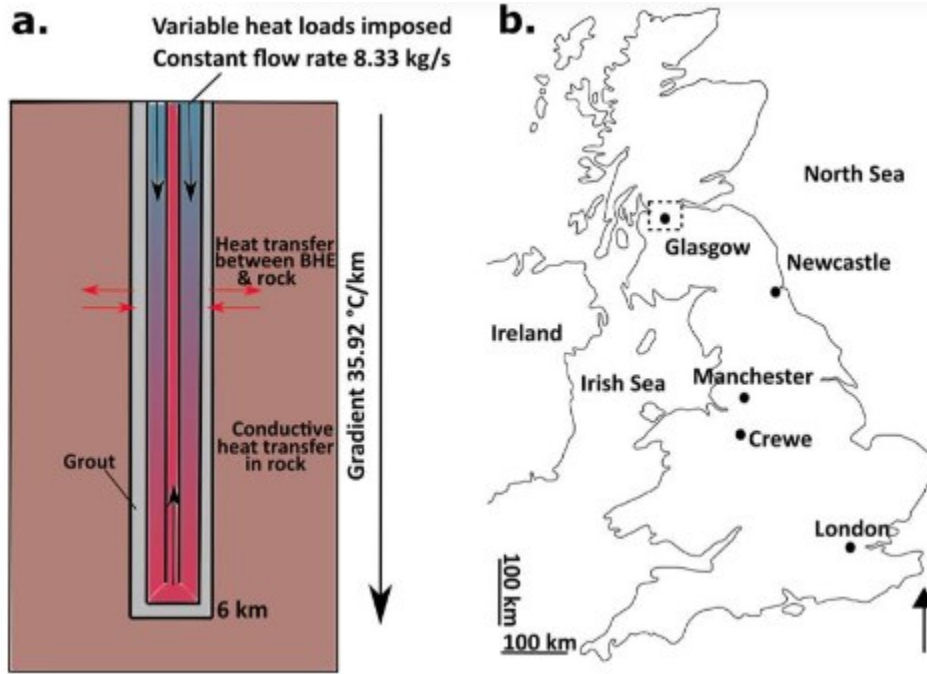 a.
Variable heat loads imposed
Constant flow rate 8.33 kg/s
Heat transfer
between BHE
& rock
Conductive
heat transfer
in rock
Grout
6 km
Gradient 35.92 °C/km
b.
North Sea
Glasgow
Newcastle
Ireland
Irish Sea
Manchester
Crewe
London
100 km
100 km